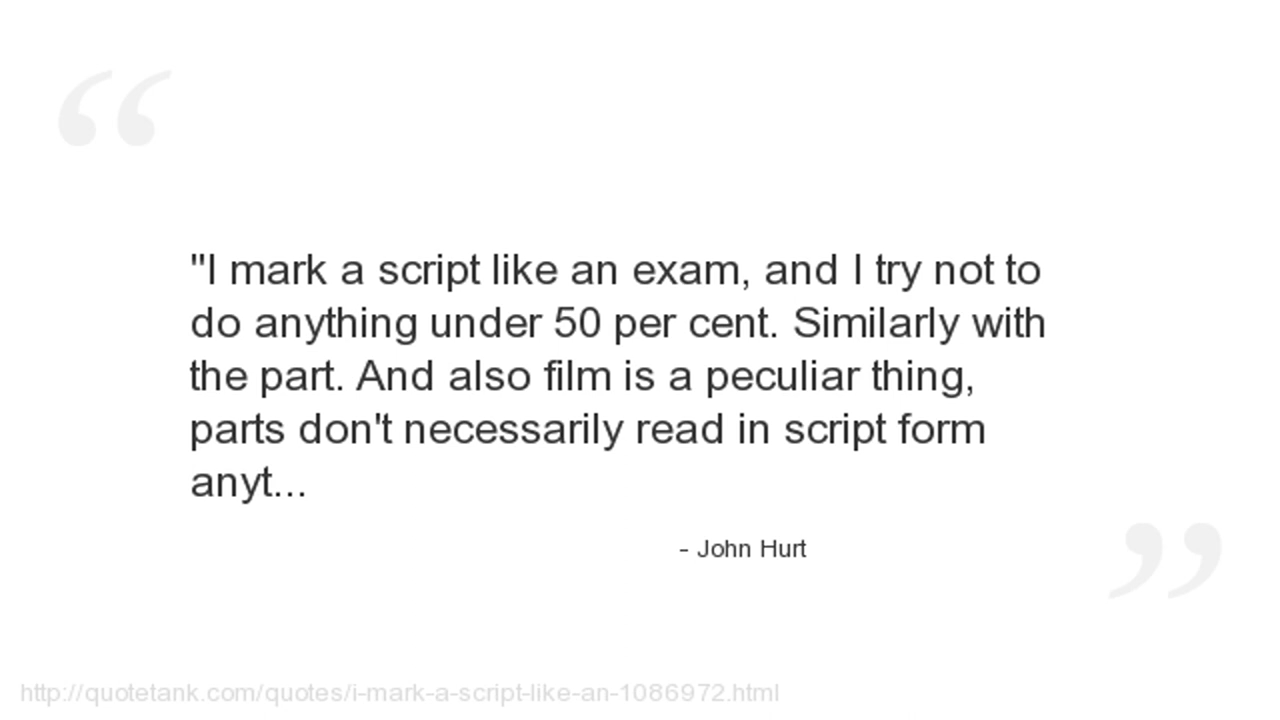 "I mark a script like an exam, and I try not to
do anything under 50 per cent. Similarly with
the part. And also film is a peculiar thing,
parts don't necessarily read in script form
anyt...
- John Hurt
http://quotetank.com/quotes/i-mark-a-script-like-an-1086972.html